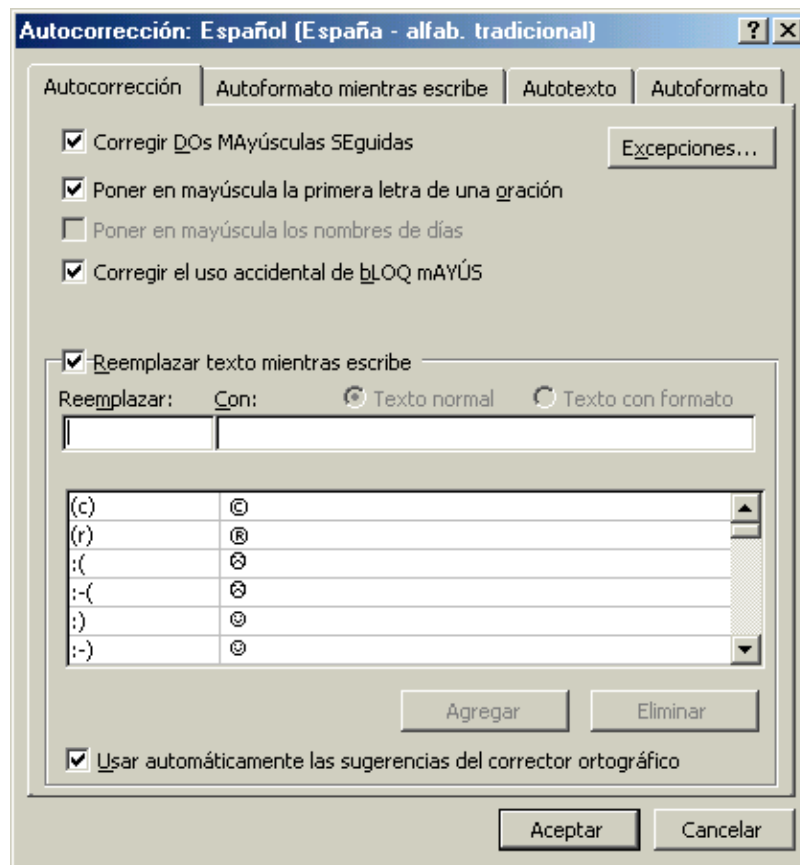 Autocorrección: Español (España - alfab. tradicional)
Autocorrección Autoformato mientras escribe Autotexto Autoformato
Corregir DOs MAyúsculas SEguidas
Excepciones...
Poner en mayúscula la primera letra de una oración
Poner en mayúscula los nombres de días
Corregir el uso accidental de bLOQ mAYÚS
Reemplazar texto mientras escribe
Reemplazar: Con: Texto normal Texto con formato
(c) ©
(r) ®
:( ☹
:-( ☹
:) ☺
:-) ☺
Agregar Eliminar
Usar automáticamente las sugerencias del corrector ortográfico
Aceptar Cancelar